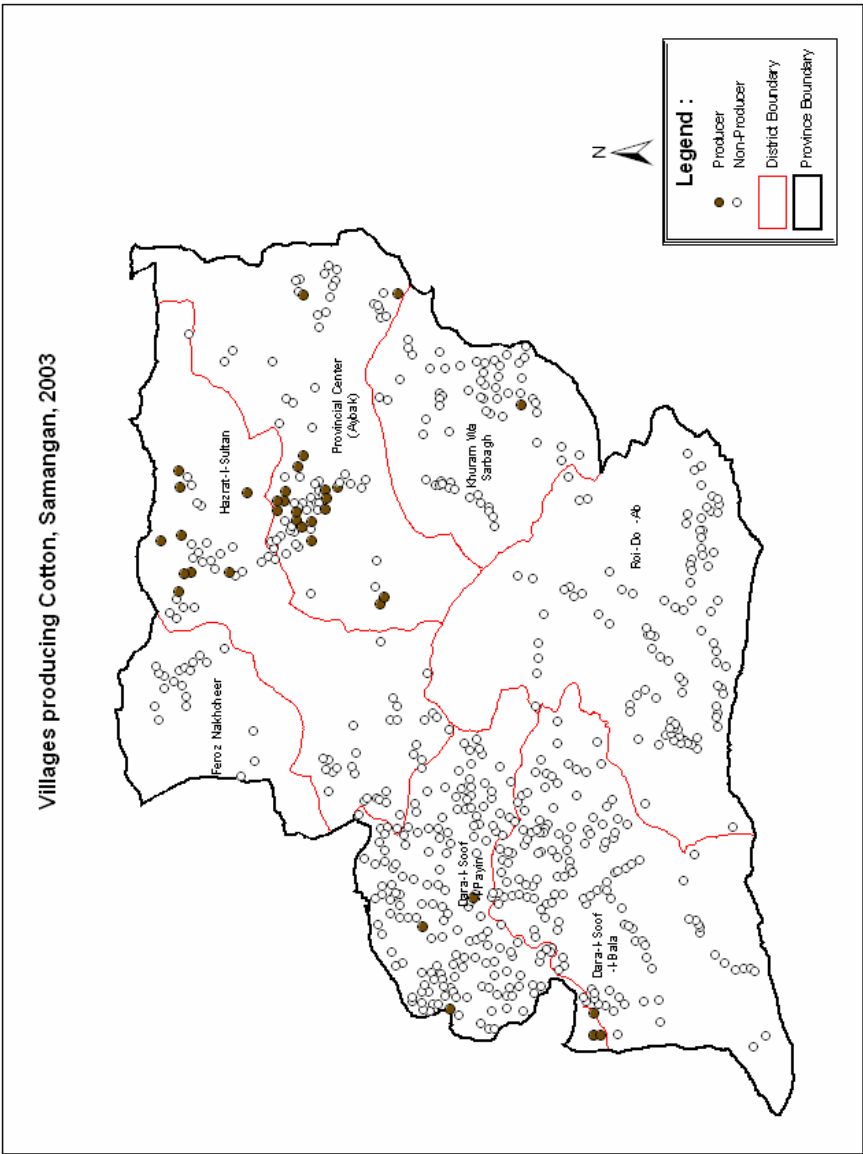 Villages producing Cotton, Samangan, 2003
Hazrat-I-Sultan
Feroz Nakhcheer
Provincial Center
(Aybak)
Khuram Wa
Sarbagh
Dara-I-Soof
Payin
Roi-Do -Ab
Dara-I-Soof
-I-Bala
N
Legend :
Producer
Non-Producer
District Boundary
Province Boundary